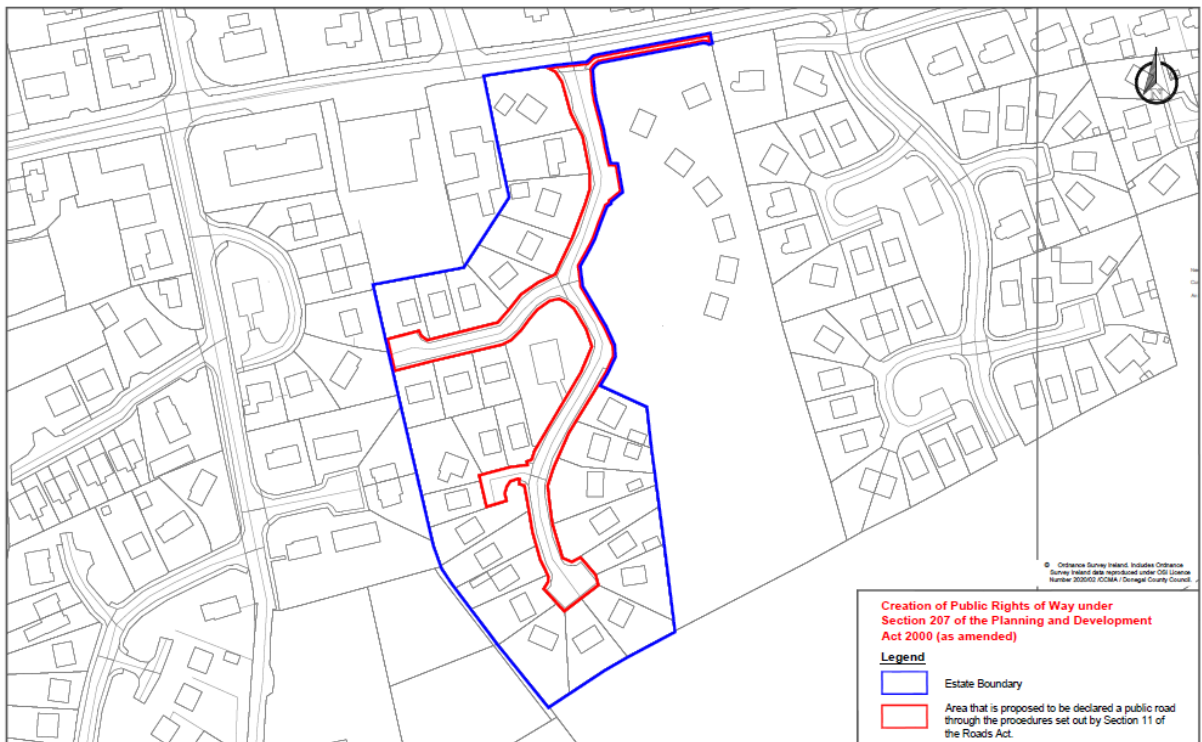 © Ordnance Survey Ireland. Includes Ordnance
Survey Ireland data reproduced under OSi Licence
Number 2020/02 /CCMA / Donegal County Council.
Creation of Public Rights of Way under
Section 207 of the Planning and Development
Act 2000 (as amended)
Legend
Estate Boundary
Area that is proposed to be declared a public road
through the procedures set out by Section 11 of
the Roads Act.